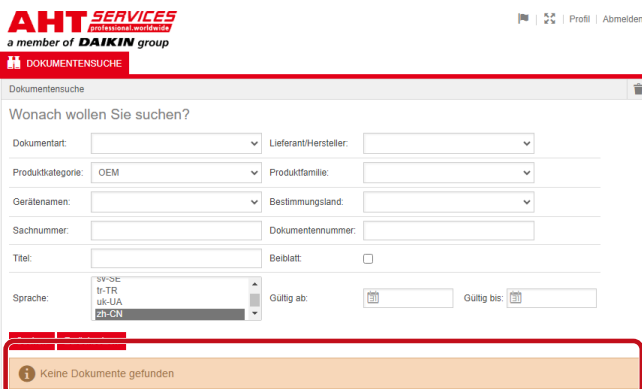 AHT SERVICES
professional.worldwide
a member of DAIKIN group
Profil Abmelden
DOKUMENTENSUCHE
Dokumentensuche
Wonach wollen Sie suchen?
Dokumentart: Lieferant/Hersteller:
Produktkategorie: OEM Produktfamilie:
Gerätenamen: Bestimmungsland:
Sachnummer: Dokumentennummer:
Titel: Beiblatt:
sv-SE
tr-TR
Sprache: Gültig ab: Gültig bis:
uk-UA
zh-CN
Keine Dokumente gefunden